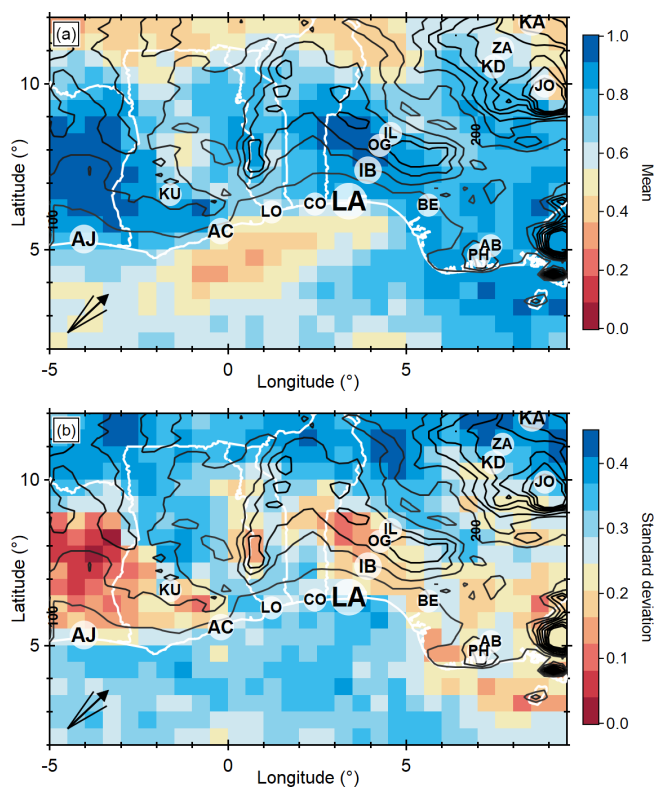 (a)
KA
ZA
KD
JO
10
200
IL
OG
IB
KU
LA
BE
CO
LO
100
AC
AJ
5
AB
PH
Latitude (°)
-5
0
5
Longitude (°)
1.0
0.8
0.6
0.4
0.2
0.0
Mean
(b)
KA
ZA
KD
JO
10
200
IL
OG
IB
KU
LA
BE
CO
LO
100
AC
AJ
5
AB
PH
Latitude (°)
-5
0
5
Longitude (°)
0.4
0.3
0.2
0.1
0.0
Standard deviation